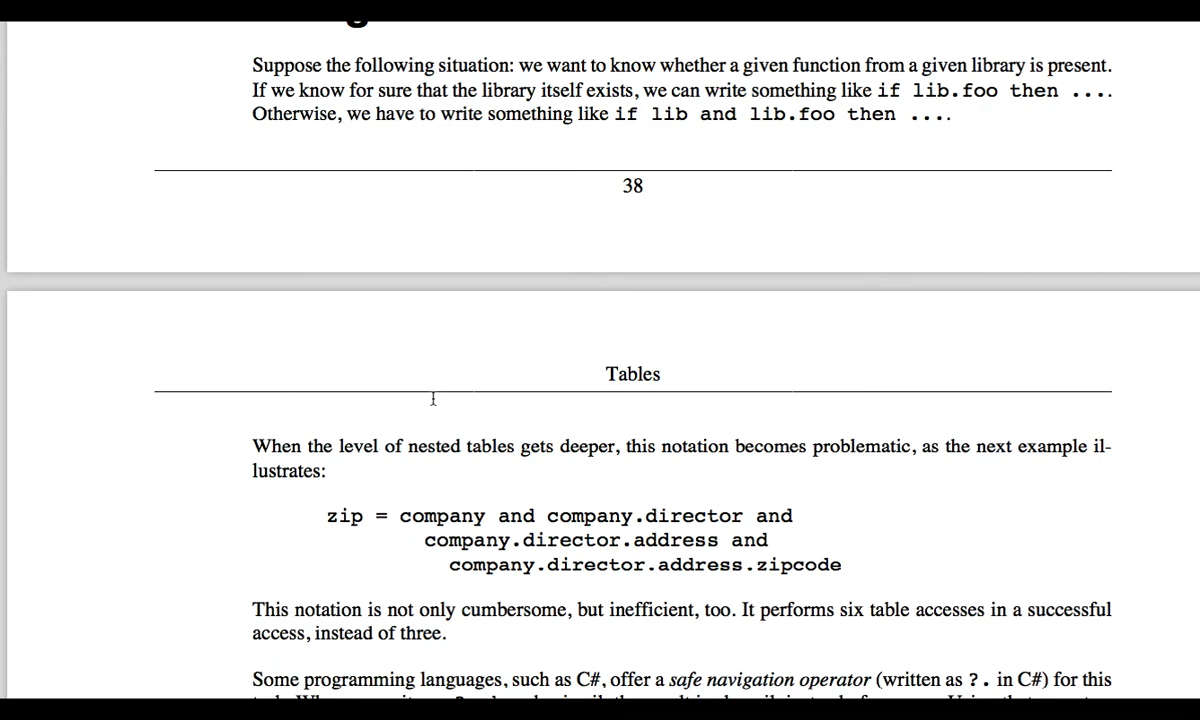 Suppose the following situation: we want to know whether a given function from a given library is present.
If we know for sure that the library itself exists, we can write something like if lib.foo then ....
Otherwise, we have to write something like if lib and lib.foo then ....
38
Tables
When the level of nested tables gets deeper, this notation becomes problematic, as the next example il-
lustrates:
zip = company and company.director and
company.director.address and
company.director.address.zipcode
This notation is not only cumbersome, but inefficient, too. It performs six table accesses in a successful
access, instead of three.
Some programming languages, such as C#, offer a safe navigation operator (written as ?. in C#) for this